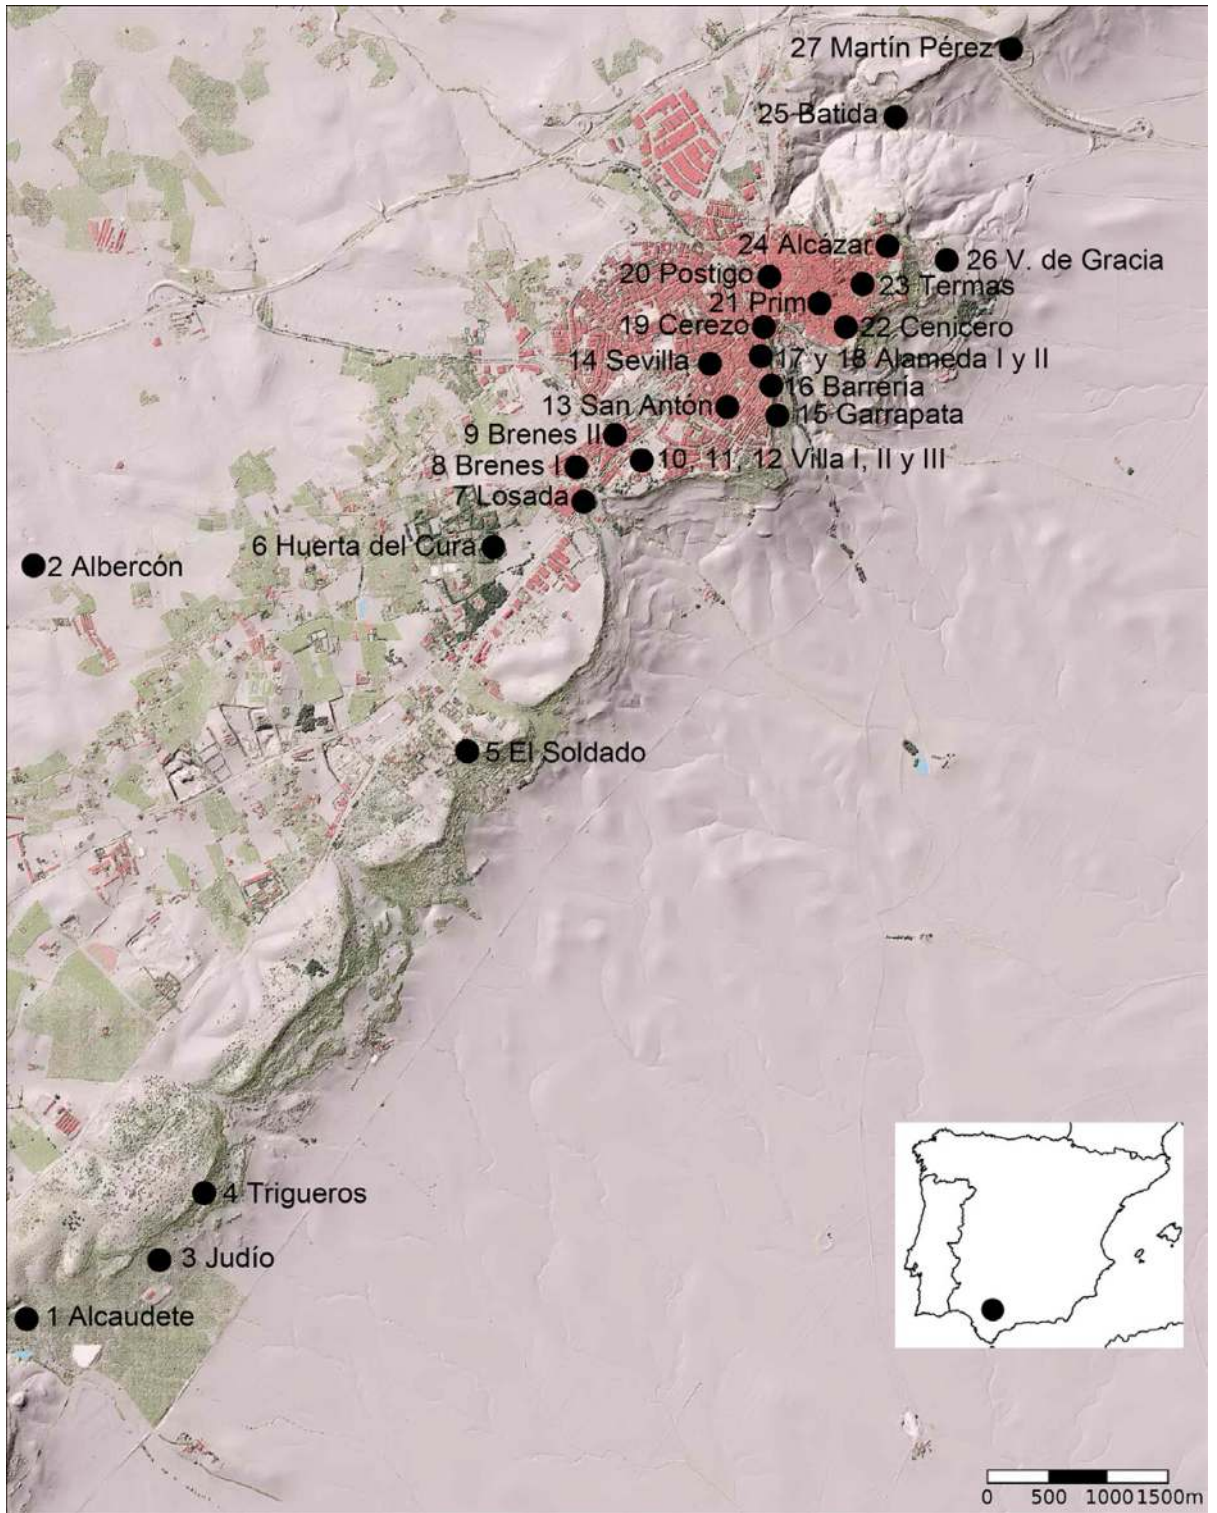 27 Martín Pérez
25 Batida
24 Alcázar
26 V. de Gracia
20 Postigo
23 Termas
21 Prim
19 Cerezo
22 Cenicero
14 Sevilla
17 y 18 Alameda I y II
16 Barrería
13 San Antón
15 Garrapata
9 Brenes II
10, 11, 12 Villa I, II y III
8 Brenes I
7 Losada
6 Huerta del Cura
2 Albercón
5 El Soldado
4 Trigueros
3 Judío
1 Alcaudete
0 500 1000 1500m